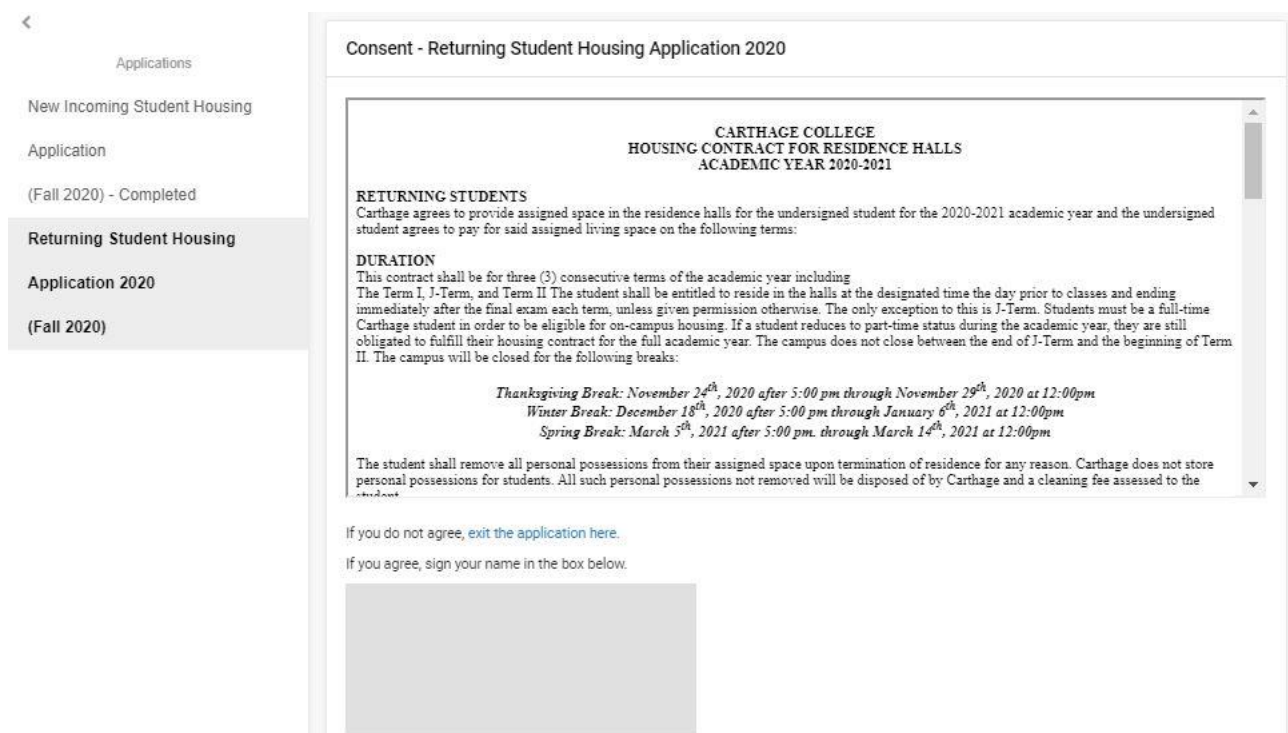 Applications
New Incoming Student Housing
Application
(Fall 2020) - Completed
Returning Student Housing
Application 2020
(Fall 2020)
Consent - Returning Student Housing Application 2020
CARTHAGE COLLEGE
HOUSING CONTRACT FOR RESIDENCE HALLS
ACADEMIC YEAR 2020-2021
RETURNING STUDENTS
Carthage agrees to provide assigned space in the residence halls for the undersigned student for the 2020-2021 academic year and the undersigned
student agrees to pay for said assigned living space on the following terms:
DURATION
This contract shall be for three (3) consecutive terms of the academic year including
The Term I, J-Term, and Term II The student shall be entitled to reside in the halls at the designated time the day prior to classes and ending
immediately after the final exam each term, unless given permission otherwise. The only exception to this is J-Term. Students must be a full-time
Carthage student in order to be eligible for on-campus housing. If a student reduces to part-time status during the academic year, they are still
obligated to fulfill their housing contract for the full academic year. The campus does not close between the end of J-Term and the beginning of Term
II. The campus will be closed for the following breaks:
Thanksgiving Break: November 24th, 2020 after 5:00 pm through November 29th, 2020 at 12:00pm
Winter Break: December 18th, 2020 after 5:00 pm through January 6th, 2021 at 12:00pm
Spring Break: March 5th, 2021 after 5:00 pm. through March 14th, 2021 at 12:00pm
The student shall remove all personal possessions from their assigned space upon termination of residence for any reason. Carthage does not store
personal possessions for students. All such personal possessions not removed will be disposed of by Carthage and a cleaning fee assessed to the
student
If you do not agree, exit the application here.
If you agree, sign your name in the box below.